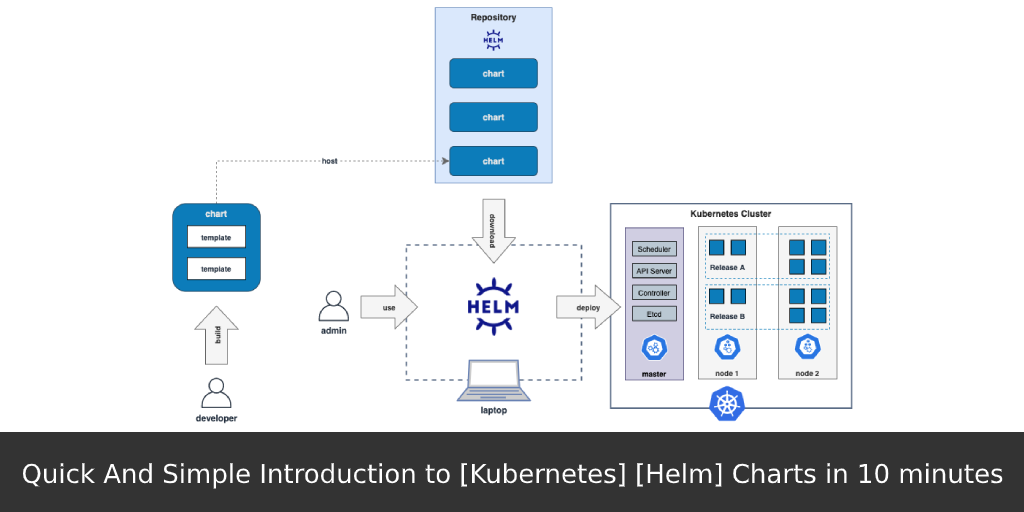 Repository
HELM
chart
chart
chart
host
chart
template
template
build
developer
download
admin
use
HELM
laptop
deploy
Kubernetes Cluster
Scheduler
API Server
Controller
Etcd
master
Release A
Release B
node 1
node 2
Quick And Simple Introduction to [Kubernetes] [Helm] Charts in 10 minutes